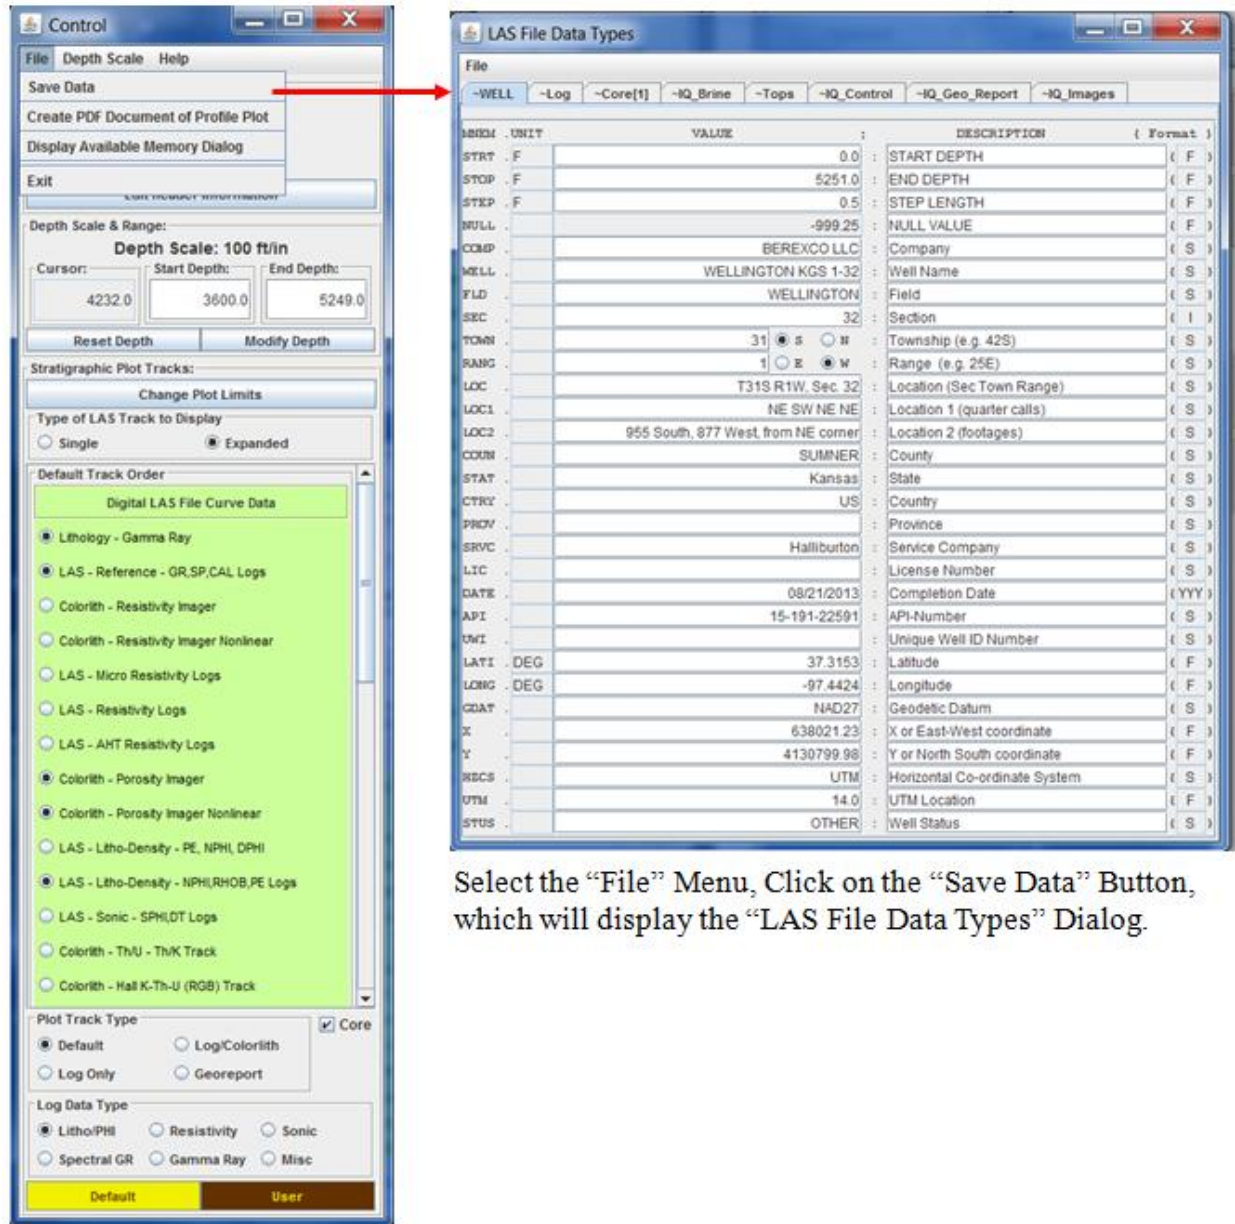 Control
File Depth Scale Help
Save Data
Create PDF Document of Profile Plot
Display Available Memory Dialog
Exit
Edit Header Information
Depth Scale & Range:
Depth Scale: 100 ft/in
Cursor: Start Depth: End Depth:
4232.0 3600.0 5249.0
Reset Depth Modify Depth
Stratigraphic Plot Tracks:
Change Plot Limits
Type of LAS Track to Display
Single Expanded
Default Track Order
Digital LAS File Curve Data
Lithology - Gamma Ray
LAS - Reference - GR,SP,CAL Logs
Colorlith - Resistivity Imager
Colorlith - Resistivity Imager Nonlinear
LAS - Micro Resistivity Logs
LAS - Resistivity Logs
LAS - AHT Resistivity Logs
Colorlith - Porosity Imager
Colorlith - Porosity Imager Nonlinear
LAS - Litho-Density - PE, NPHI, DPHI
LAS - Litho-Density - NPHI,RHOB,PE Logs
LAS - Sonic - SPHI,DT Logs
Colorlith - Th/U - Th/K Track
Colorlith - Hall K-Th-U (RGB) Track
Plot Track Type
Core
Default Log/Colorlith
Log Only Georeport
Log Data Type
Litho/PHI Resistivity Sonic
Spectral GR Gamma Ray Misc
Default User
LAS File Data Types
File
~WELL ~Log ~Core[1] ~IQ_Brine ~Tops ~IQ_Control ~IQ_Geo_Report ~IQ_Images
MNEM .UNIT VALUE : DESCRIPTION { Format }
STRT .F 0.0 : START DEPTH { F }
STOP .F 5251.0 : END DEPTH { F }
STEP .F 0.5 : STEP LENGTH { F }
NULL . -999.25 : NULL VALUE { F }
COMP . BEREXCO LLC : Company { S }
WELL . WELLINGTON KGS 1-32 : Well Name { S }
FLD . WELLINGTON : Field { S }
SEC . 32 : Section { I }
TOWN . 31 S N : Township (e.g. 42S) { S }
RANG . 1 E W : Range (e.g. 25E) { S }
LOC . T31S R1W, Sec. 32 : Location (Sec Town Range) { S }
LOC1 . NE SW NE NE : Location 1 (quarter calls) { S }
LOC2 . 955 South, 877 West, from NE corner : Location 2 (footages) { S }
COUN . SUMNER : County { S }
STAT . Kansas : State { S }
CTRY . US : Country { S }
PROV . : Province { S }
SRVC . Halliburton : Service Company { S }
LIC . : License Number { S }
DATE . 08/21/2013 : Completion Date { YYY }
API . 15-191-22591 : API-Number { S }
UWI . : Unique Well ID Number { S }
LATI .DEG 37.3153 : Latitude { F }
LONG .DEG -97.4424 : Longitude { F }
GDAT . NAD27 : Geodetic Datum { S }
X . 638021.23 : X or East-West coordinate { F }
Y . 4130799.98 : Y or North South coordinate { F }
HZCS . UTM : Horizontal Co-ordinate System { S }
UTM . 14.0 : UTM Location { F }
STUS . OTHER : Well Status { S }
Select the “File” Menu, Click on the “Save Data” Button,
which will display the “LAS File Data Types” Dialog.